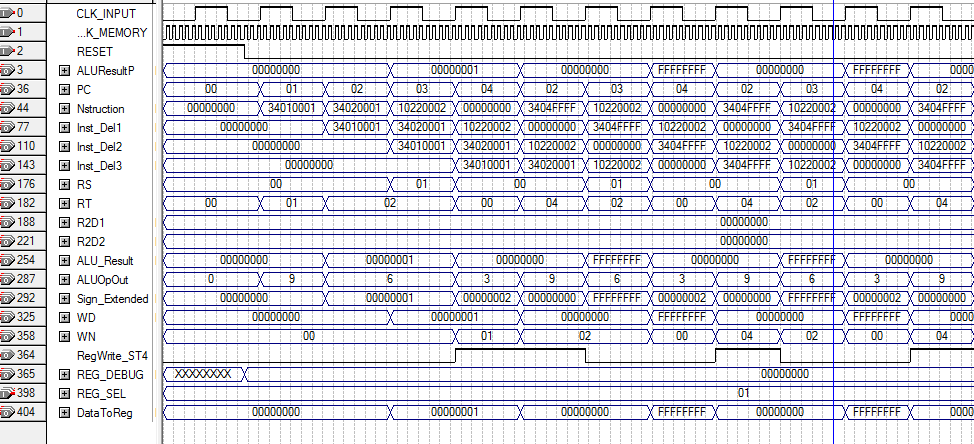 0 CLK_INPUT
1 ...K_MEMORY
2 RESET
3 ALUResultP 00000000 00000001 00000000 FFFFFFFF 00000000 FFFFFFFF 0000
36 PC 00 01 02 03 04 02 03 04 02 03 04 02
44 Nstruction 00000000 34010001 34020001 10220002 00000000 3404FFFF 10220002 00000000 3404FFFF 10220002 00000000 3404FFFF
77 Inst_Del1 00000000 34010001 34020001 10220002 00000000 3404FFFF 10220002 00000000 3404FFFF 10220002 00000000
110 Inst_Del2 00000000 34010001 34020001 10220002 00000000 3404FFFF 10220002 00000000 3404FFFF 10220002
143 Inst_Del3 00000000 34010001 34020001 10220002 00000000 3404FFFF 10220002 00000000 3404FFFF
176 RS 00 01 00 01 00 01 00
182 RT 00 01 02 00 04 02 00 04 02 00 04
188 R2D1 00000000
221 R2D2 00000000
254 ALU_Result 00000000 00000001 00000000 FFFFFFFF 00000000 FFFFFFFF 00000000
287 ALUOpOut 0 9 6 3 9 6 3 9 6 3 9
292 Sign_Extended 00000000 00000001 00000002 00000000 FFFFFFFF 00000002 00000000 FFFFFFFF 00000002 00000000
325 WD 00000000 00000001 00000000 FFFFFFFF 00000000 FFFFFFFF 0000
358 WN 00 01 02 00 04 02 00 04
364 RegWrite_ST4
365 REG_DEBUG XXXXXXXX 00000000
398 REG_SEL 01
404 DataToReg 00000000 00000001 00000000 FFFFFFFF 00000000 FFFFFFFF 0000